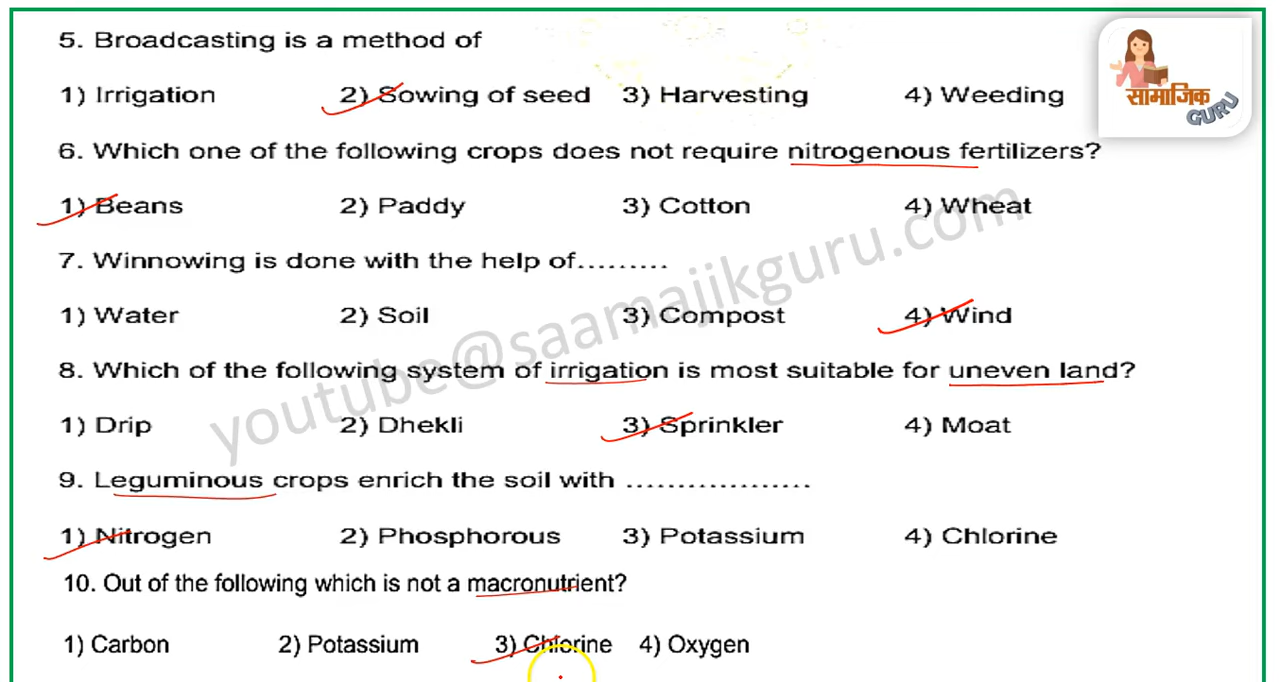 5. Broadcasting is a method of
1) Irrigation 2) Sowing of seed 3) Harvesting 4) Weeding
सामाजिक
GURU
6. Which one of the following crops does not require nitrogenous fertilizers?
1) Beans 2) Paddy 3) Cotton 4) Wheat
7. Winnowing is done with the help of.........
1) Water 2) Soil 3) Compost 4) Wind
youtube@saamajikguru.com
8. Which of the following system of irrigation is most suitable for uneven land?
1) Drip 2) Dhekli 3) Sprinkler 4) Moat
9. Leguminous crops enrich the soil with ..................
1) Nitrogen 2) Phosphorous 3) Potassium 4) Chlorine
10. Out of the following which is not a macronutrient?
1) Carbon 2) Potassium 3) Chlorine 4) Oxygen